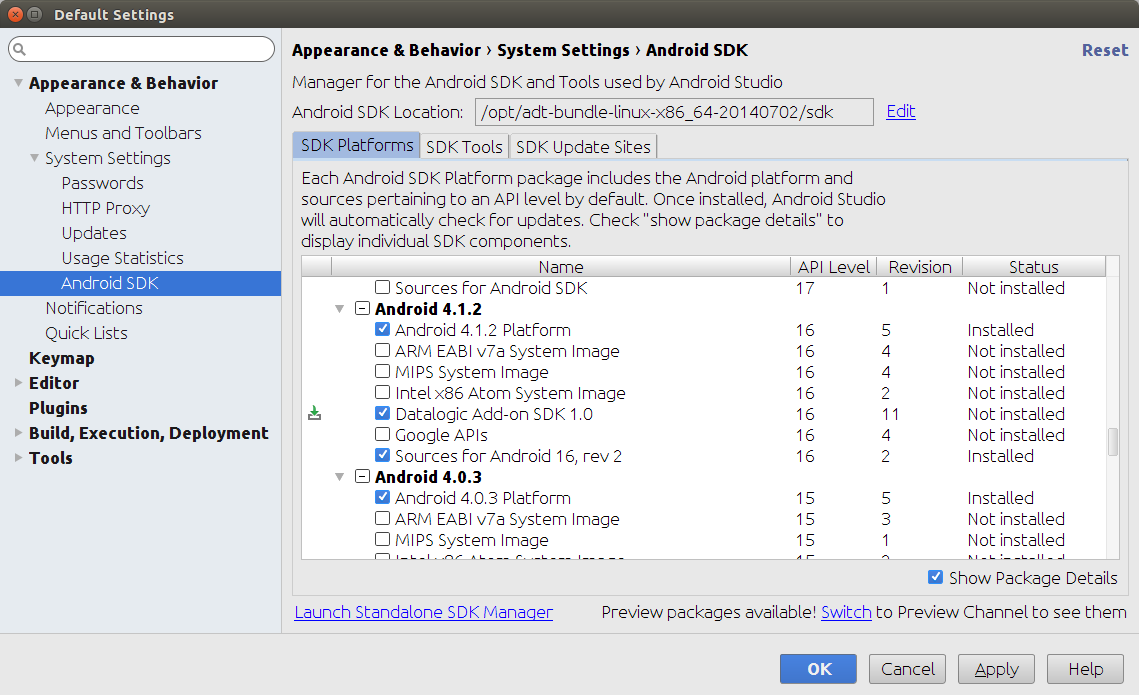 Default Settings
Appearance & Behavior
Appearance
Menus and Toolbars
System Settings
Passwords
HTTP Proxy
Updates
Usage Statistics
Android SDK
Notifications
Quick Lists
Keymap
Editor
Plugins
Build, Execution, Deployment
Tools
Appearance & Behavior › System Settings › Android SDK
Reset
Manager for the Android SDK and Tools used by Android Studio
Android SDK Location: /opt/adt-bundle-linux-x86_64-20140702/sdk Edit
SDK Platforms SDK Tools SDK Update Sites
Each Android SDK Platform package includes the Android platform and
sources pertaining to an API level by default. Once installed, Android Studio
will automatically check for updates. Check "show package details" to
display individual SDK components.
Name API Level Revision Status
Sources for Android SDK 17 1 Not installed
Android 4.1.2
Android 4.1.2 Platform 16 5 Installed
ARM EABI v7a System Image 16 4 Not installed
MIPS System Image 16 4 Not installed
Intel x86 Atom System Image 16 2 Not installed
Datalogic Add-on SDK 1.0 16 11 Not installed
Google APIs 16 4 Not installed
Sources for Android 16, rev 2 16 2 Installed
Android 4.0.3
Android 4.0.3 Platform 15 5 Installed
ARM EABI v7a System Image 15 3 Not installed
MIPS System Image 15 1 Not installed
Intel x86 Atom System Image 15 2 Not installed
Show Package Details
Launch Standalone SDK Manager
Preview packages available! Switch to Preview Channel to see them
OK Cancel Apply Help